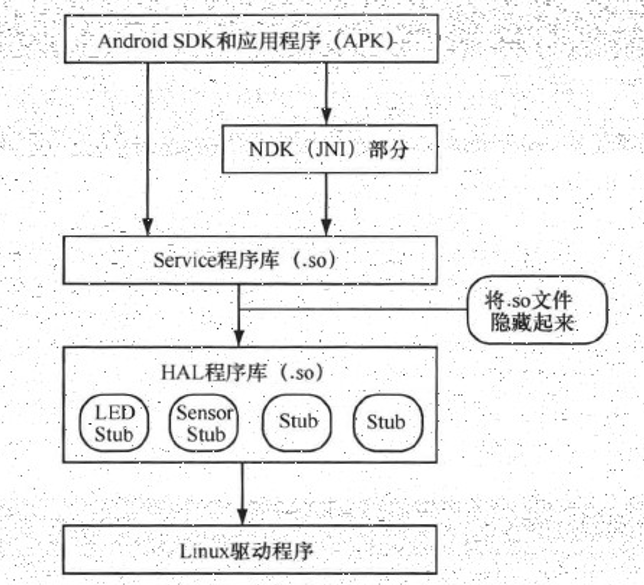 Android SDK和应用程序（APK）
NDK（JNI）部分
Service程序库（.so）
将.so文件
隐藏起来
HAL程序库（.so）
LED
Stub
Sensor
Stub
Stub
Stub
Linux驱动程序